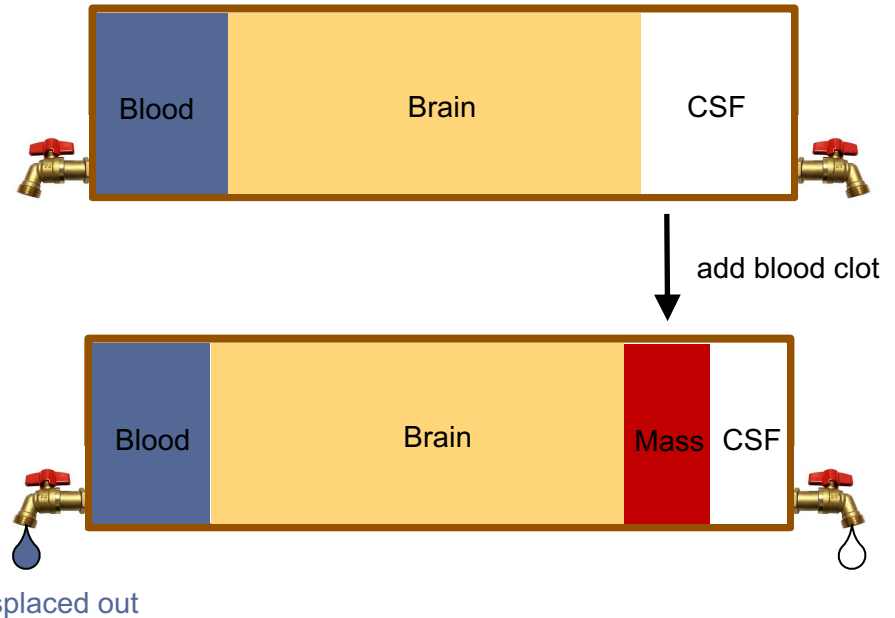 Blood
Brain
CSF
add blood clot
Blood
Brain
Mass
CSF
splaced out